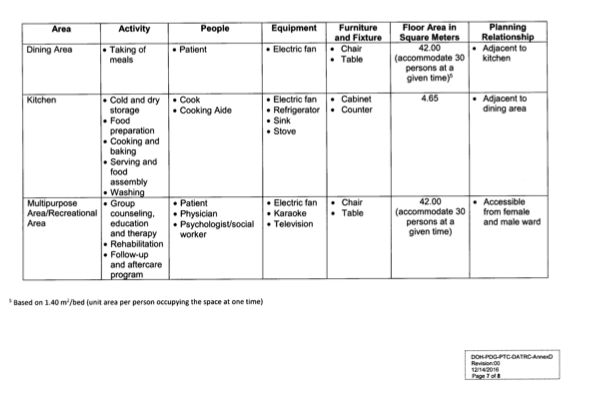 Area Activity People Equipment Furniture and Fixture Floor Area in Square Meters Planning Relationship
Dining Area
• Taking of
meals
• Patient
• Electric fan
• Chair
• Table
42.00
(accommodate 30
persons at a
given time)⁵
• Adjacent to
kitchen
Kitchen
• Cold and dry
storage
• Food
preparation
• Cooking and
baking
• Serving and
food
assembly
• Washing
• Cook
• Cooking Aide
• Electric fan
• Refrigerator
• Sink
• Stove
• Cabinet
• Counter
4.65
• Adjacent to
dining area
Multipurpose
Area/Recreational
Area
• Group
counseling,
education
and therapy
• Rehabilitation
• Follow-up
and aftercare
program
• Patient
• Physician
• Psychologist/social
worker
• Electric fan
• Karaoke
• Television
• Chair
• Table
42.00
(accommodate 30
persons at a
given time)
• Accessible
from female
and male ward
⁵ Based on 1.40 m²/bed (unit area per person occupying the space at one time)
DOH-PDG-PTC-DATRC-AnnexD
Revision:00
12/14/2016
Page 7 of 8